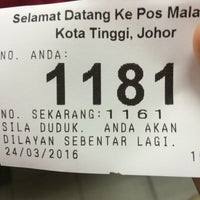 Selamat Datang Ke Pos
Kota Tinggi, Johor
NO. ANDA:
1181
NO. SEKARANG: 1161
SILA DUDUK. ANDA AKAN
DILAYAN SEBENTAR LAGI.
24/03/2016